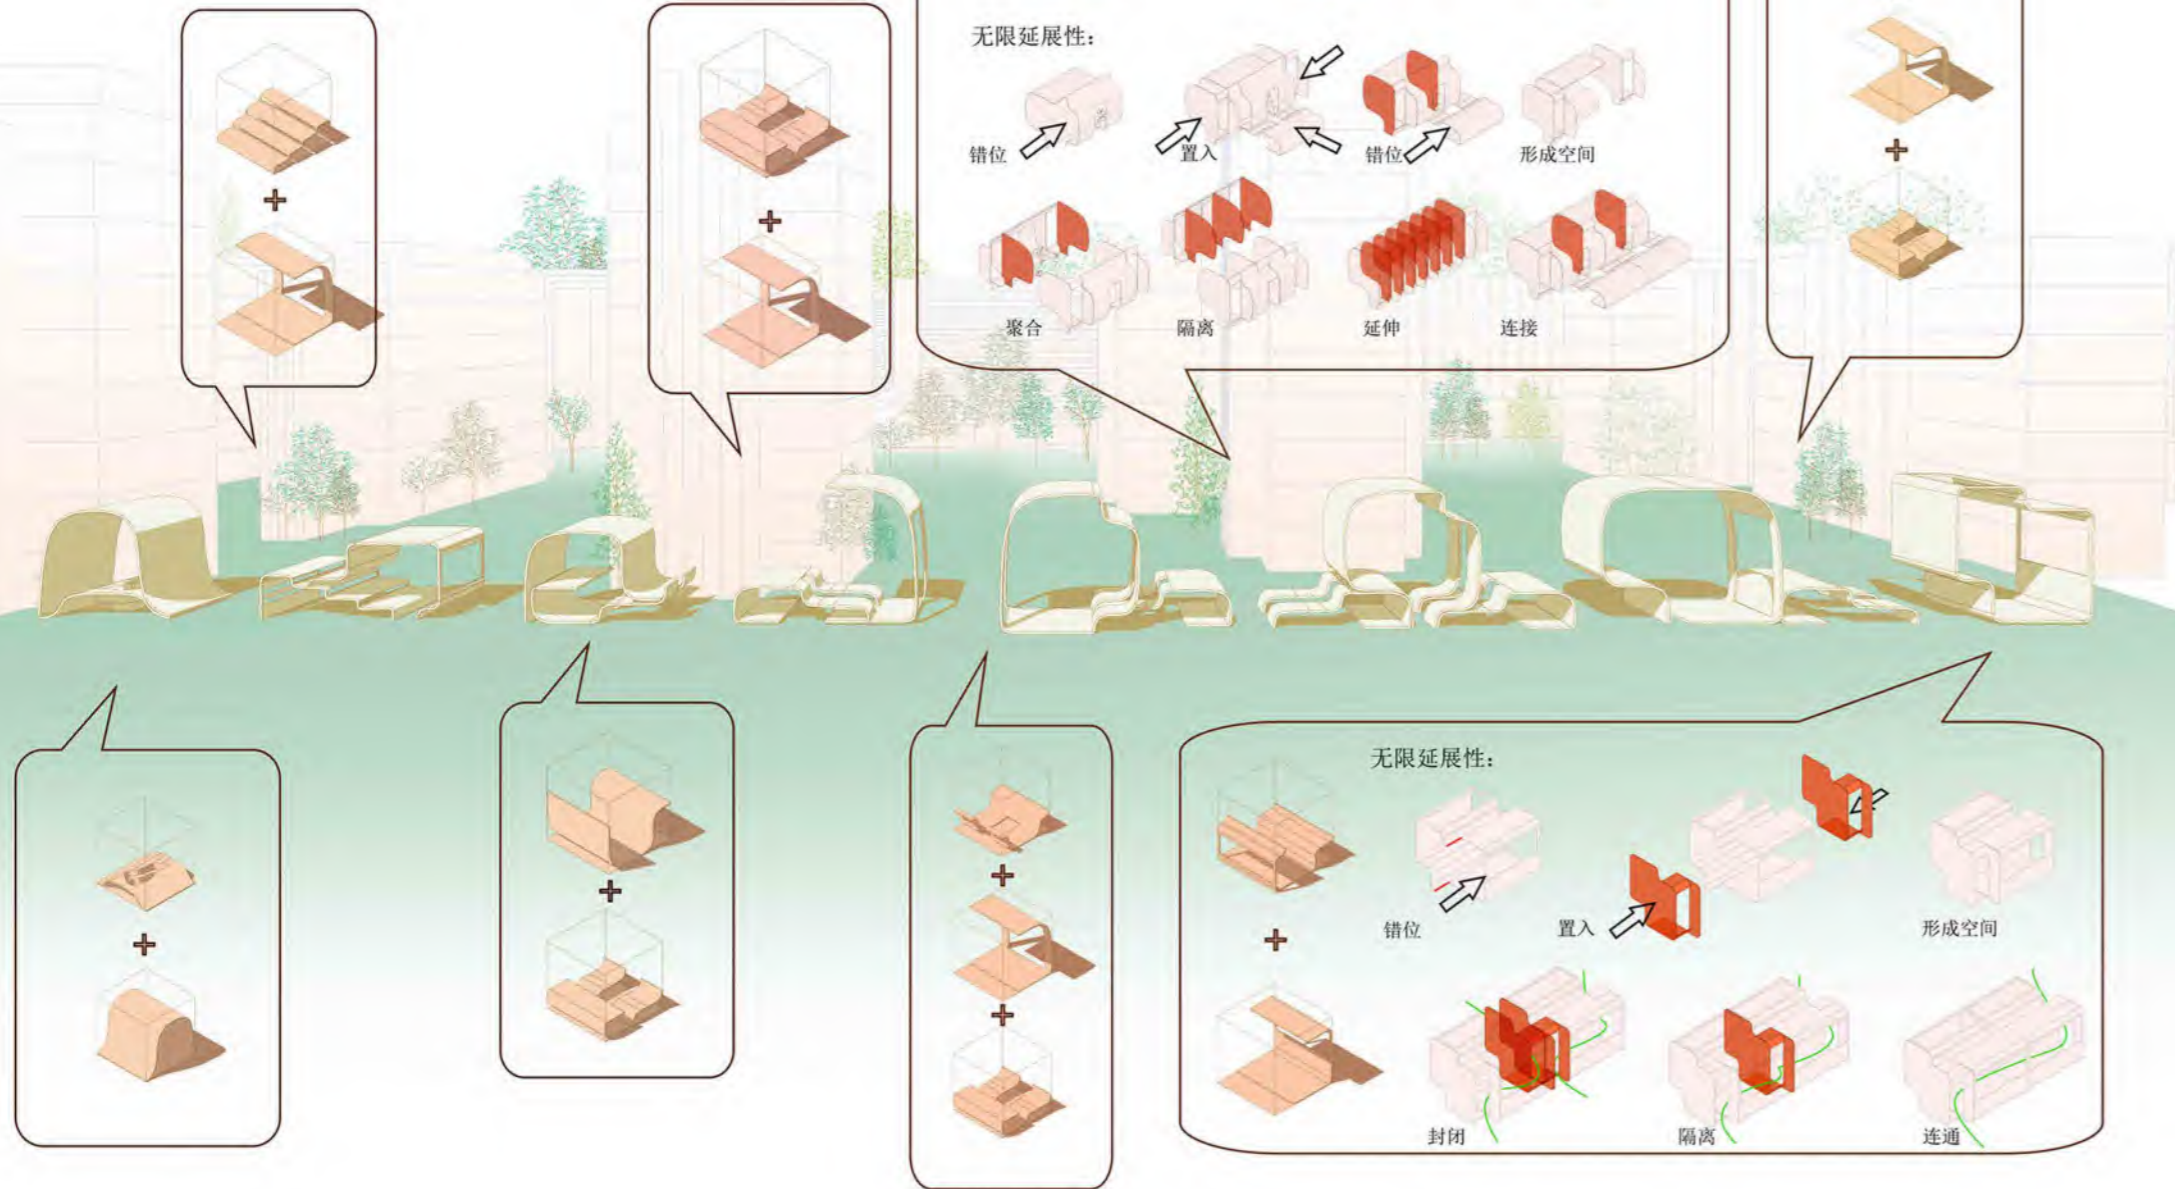 无限延展性：
错位
置入
错位
形成空间
聚合
隔离
延伸
连接
无限延展性：
错位
置入
形成空间
封闭
隔离
连通